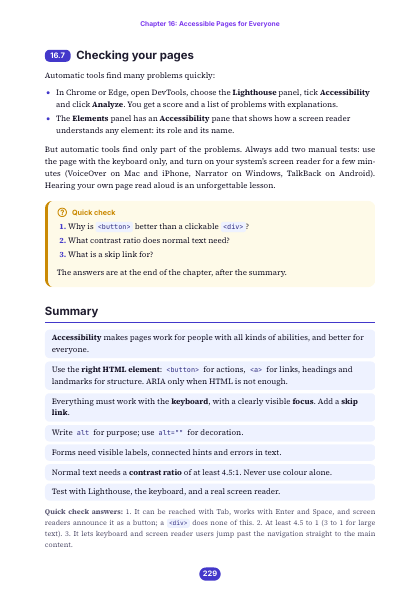 Chapter 16: Accessible Pages for Everyone
16.7 Checking your pages
Automatic tools find many problems quickly:
• In Chrome or Edge, open DevTools, choose the Lighthouse panel, tick Accessibility
and click Analyze. You get a score and a list of problems with explanations.
• The Elements panel has an Accessibility pane that shows how a screen reader
understands any element: its role and its name.
But automatic tools find only part of the problems. Always add two manual tests: use
the page with the keyboard only, and turn on your system's screen reader for a few min-
utes (VoiceOver on Mac and iPhone, Narrator on Windows, TalkBack on Android).
Hearing your own page read aloud is an unforgettable lesson.
? Quick check
1. Why is <button> better than a clickable <div>?
2. What contrast ratio does normal text need?
3. What is a skip link for?
The answers are at the end of the chapter, after the summary.
Summary
Accessibility makes pages work for people with all kinds of abilities, and better for
everyone.
Use the right HTML element: <button> for actions, <a> for links, headings and
landmarks for structure. ARIA only when HTML is not enough.
Everything must work with the keyboard, with a clearly visible focus. Add a skip
link.
Write alt for purpose; use alt="" for decoration.
Forms need visible labels, connected hints and errors in text.
Normal text needs a contrast ratio of at least 4.5:1. Never use colour alone.
Test with Lighthouse, the keyboard, and a real screen reader.
Quick check answers: 1. It can be reached with Tab, works with Enter and Space, and screen
readers announce it as a button; a <div> does none of this. 2. At least 4.5 to 1 (3 to 1 for large
text). 3. It lets keyboard and screen reader users jump past the navigation straight to the main
content.
229